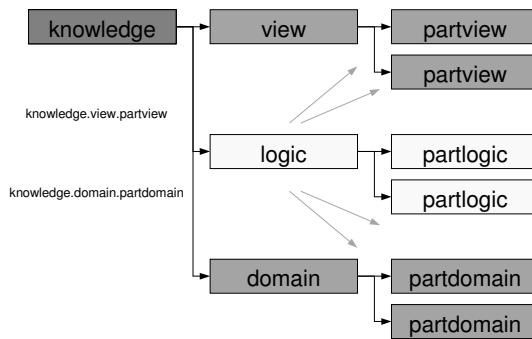 knowledge
view
partview
partview
knowledge.view.partview
logic
partlogic
partlogic
knowledge.domain.partdomain
domain
partdomain
partdomain